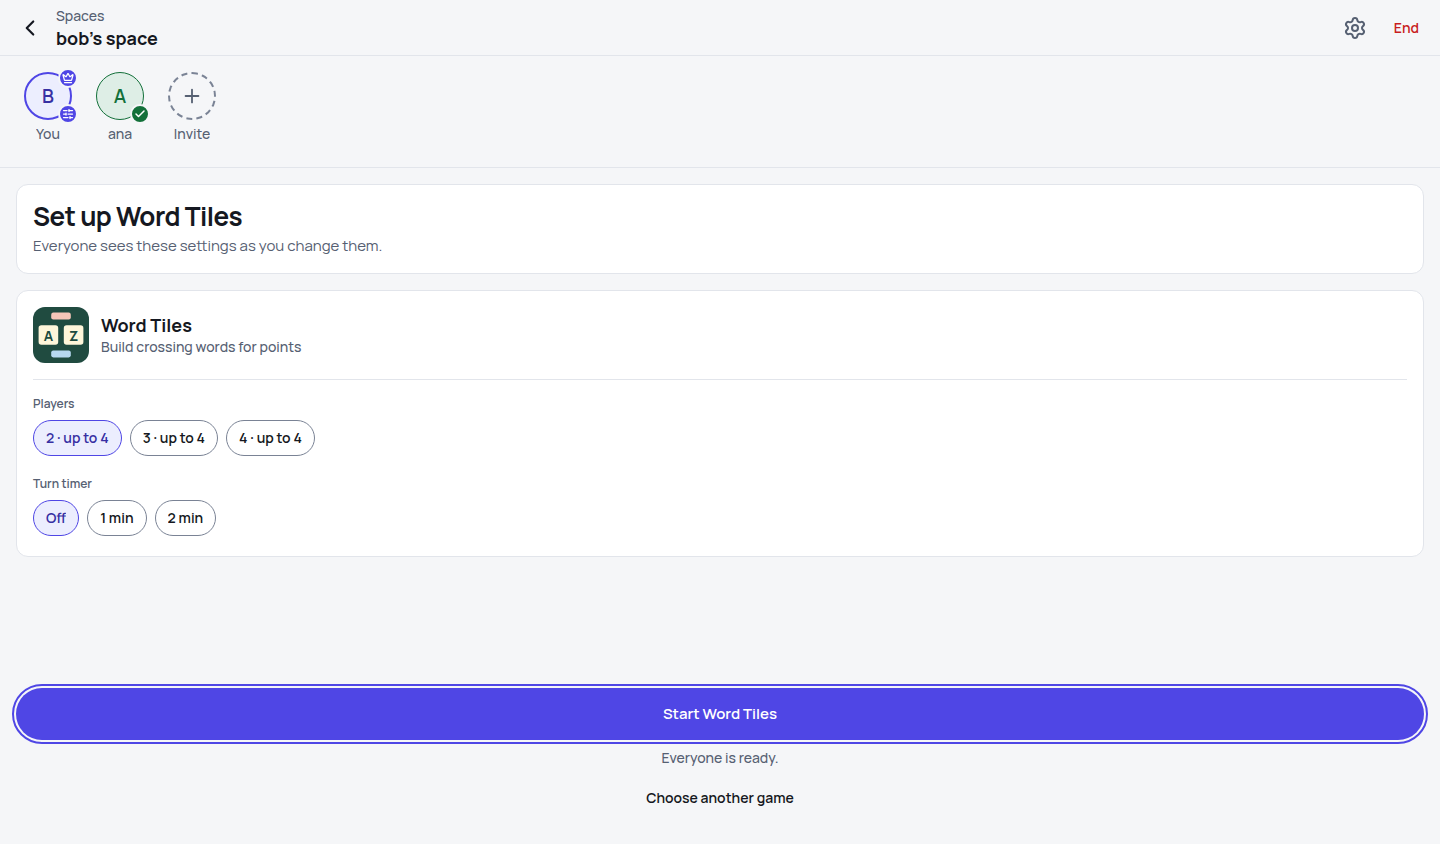 Spaces
bob's space
End
B
A
You
ana
Invite
Set up Word Tiles
Everyone sees these settings as you change them.
A Z
Word Tiles
Build crossing words for points
Players
2 · up to 4
3 · up to 4
4 · up to 4
Turn timer
Off
1 min
2 min
Start Word Tiles
Everyone is ready.
Choose another game